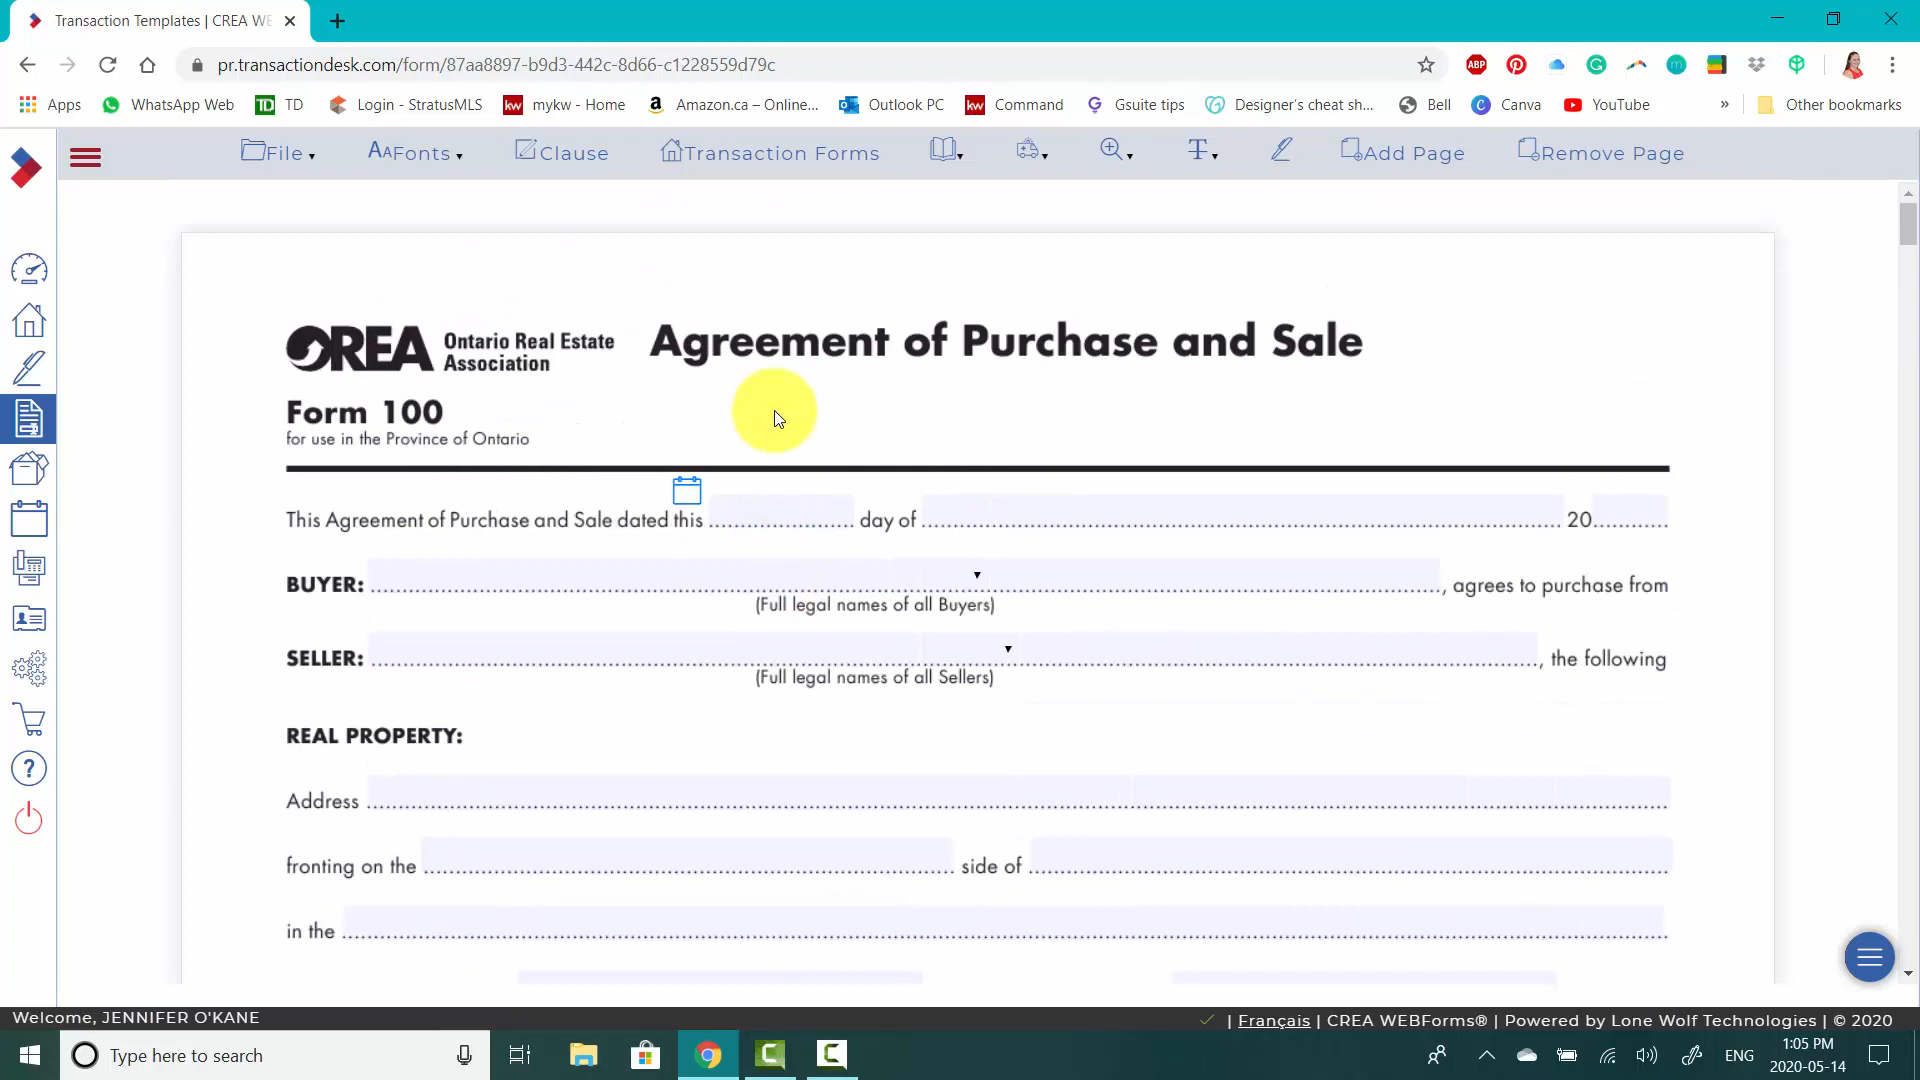 Transaction Templates | CREA WE
pr.transactiondesk.com/form/87aa8897-b9d3-442c-8d66-c1228559d79c
ABP
Apps WhatsApp Web TD TD Login - StratusMLS kw mykw - Home a Amazon.ca – Online... Outlook PC kw Command Gsuite tips Designer's cheat sh... Bell Canva YouTube » Other bookmarks
File AAFonts Clause Transaction Forms T Add Page Remove Page
OREA Ontario Real Estate Association
Agreement of Purchase and Sale
Form 100
for use in the Province of Ontario
This Agreement of Purchase and Sale dated this ...................... day of ................................................................ 20............
BUYER: ................................................................, agrees to purchase from
(Full legal names of all Buyers)
SELLER: ................................................................, the following
(Full legal names of all Sellers)
REAL PROPERTY:
Address ................................................................
fronting on the ................................................................ side of ................................................................
in the ................................................................
Welcome, JENNIFER O'KANE
| Français | CREA WEBForms® | Powered by Lone Wolf Technologies | © 2020
Type here to search
ENG
1:05 PM
2020-05-14